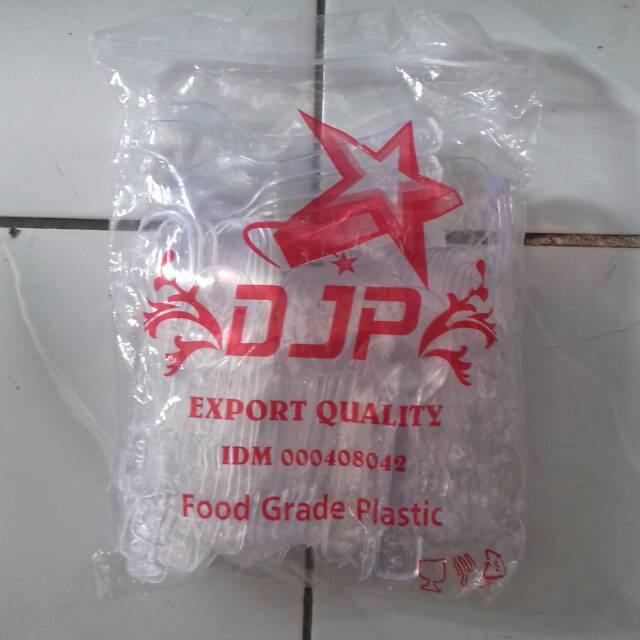 DJP
EXPORT QUALITY
IDM 000408042
Food Grade Plastic